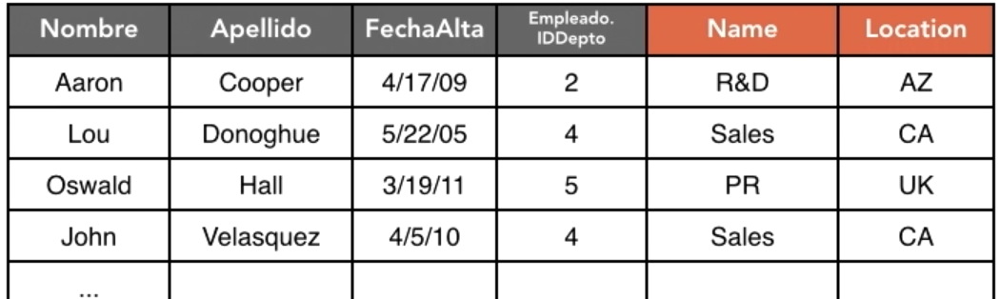 Nombre Apellido FechaAlta Empleado. IDDepto Name Location
Aaron Cooper 4/17/09 2 R&D AZ
Lou Donoghue 5/22/05 4 Sales CA
Oswald Hall 3/19/11 5 PR UK
John Velasquez 4/5/10 4 Sales CA
...